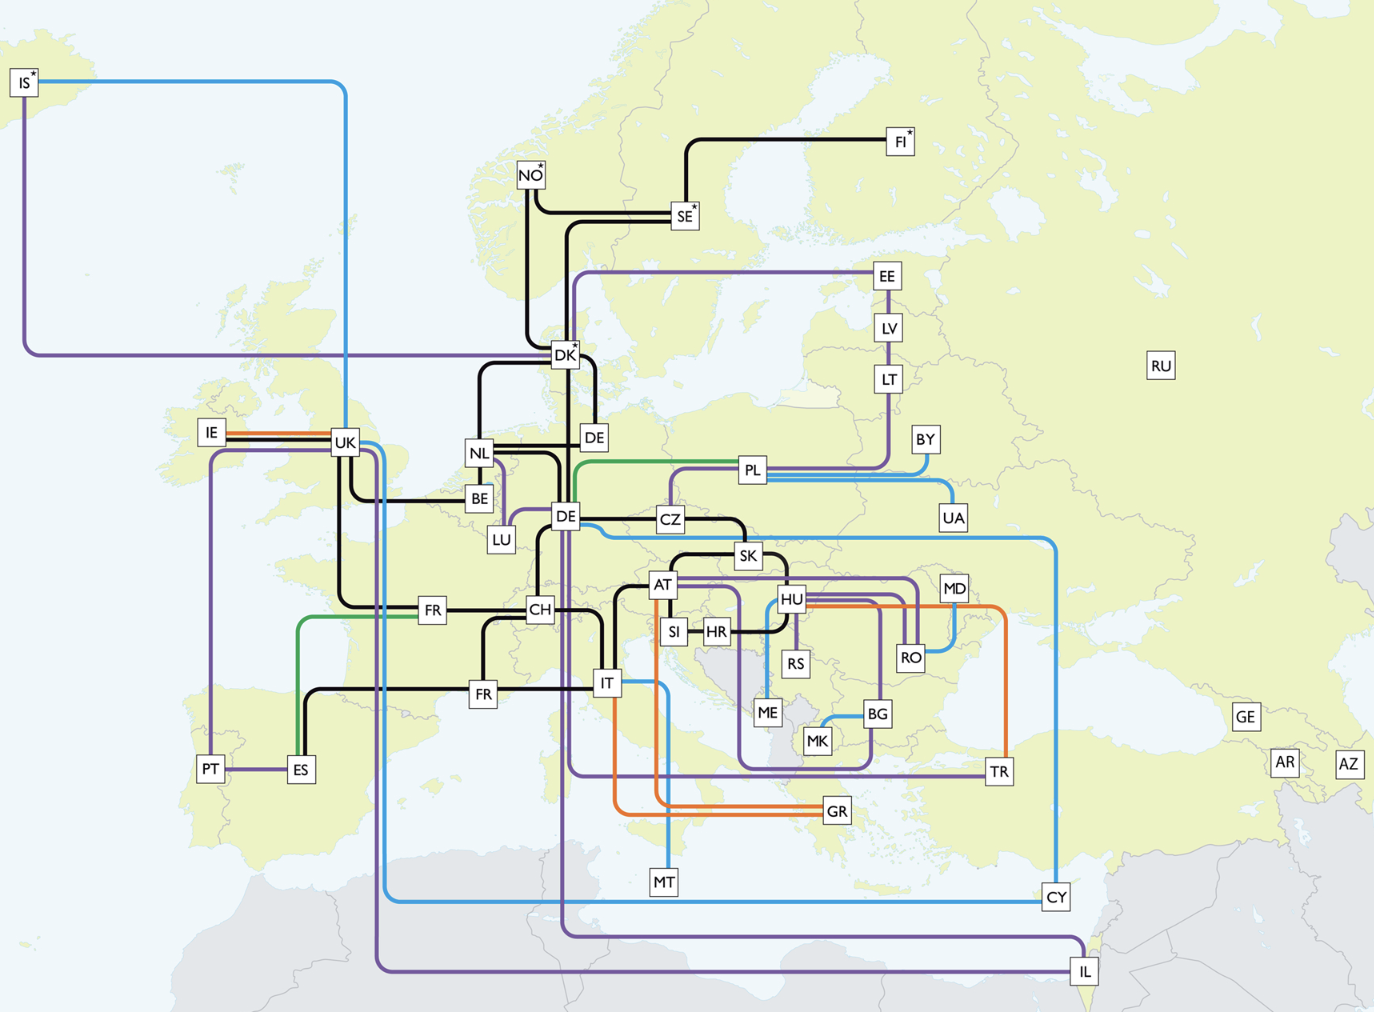 IS*
FI*
NO*
SE*
EE
LV
DK*
RU
LT
IE
UK
DE
BY
NL
PL
BE
DE
CZ
UA
LU
SK
AT
MD
HU
FR
CH
SI
HR
RO
RS
IT
FR
ME
BG
GE
MK
PT
ES
TR
AR
AZ
GR
MT
CY
IL